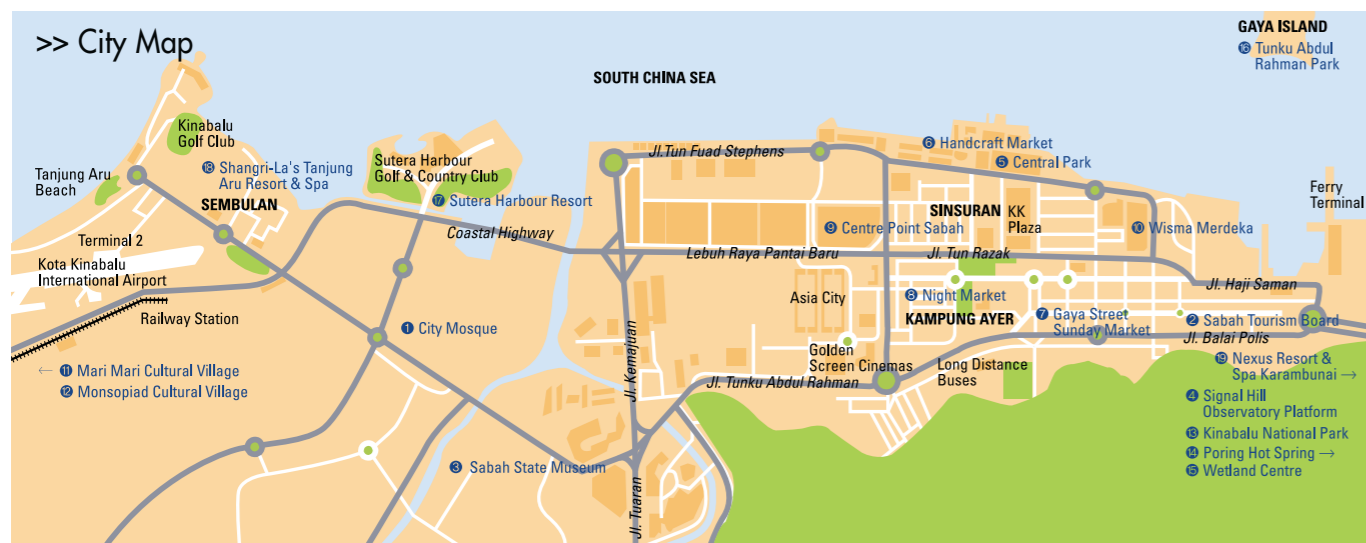 >> City Map
GAYA ISLAND
16 Tunku Abdul
Rahman Park
SOUTH CHINA SEA
Kinabalu
Golf Club
Tanjung Aru
Beach
18 Shangri-La's Tanjung
Aru Resort & Spa
SEMBULAN
Sutera Harbour
Golf & Country Club
17 Sutera Harbour Resort
Coastal Highway
Terminal 2
Kota Kinabalu
International Airport
Railway Station
1 City Mosque
← 11 Mari Mari Cultural Village
12 Monsopiad Cultural Village
3 Sabah State Museum
Jl.Tun Fuad Stephens
6 Handcraft Market
5 Central Park
Ferry
Terminal
SINSURAN
KK
Plaza
9 Centre Point Sabah
10 Wisma Merdeka
Lebuh Raya Pantai Baru
Jl. Tun Razak
Jl. Haji Saman
Asia City
8 Night Market
KAMPUNG AYER
7 Gaya Street
Sunday Market
2 Sabah Tourism Board
Jl. Balai Polis
Golden
Screen Cinemas
Long Distance
Buses
Jl. Kemajuan
Jl. Tunku Abdul Rahman
Jl. Tuaran
19 Nexus Resort &
Spa Karambunai →
4 Signal Hill
Observatory Platform
13 Kinabalu National Park
14 Poring Hot Spring →
15 Wetland Centre